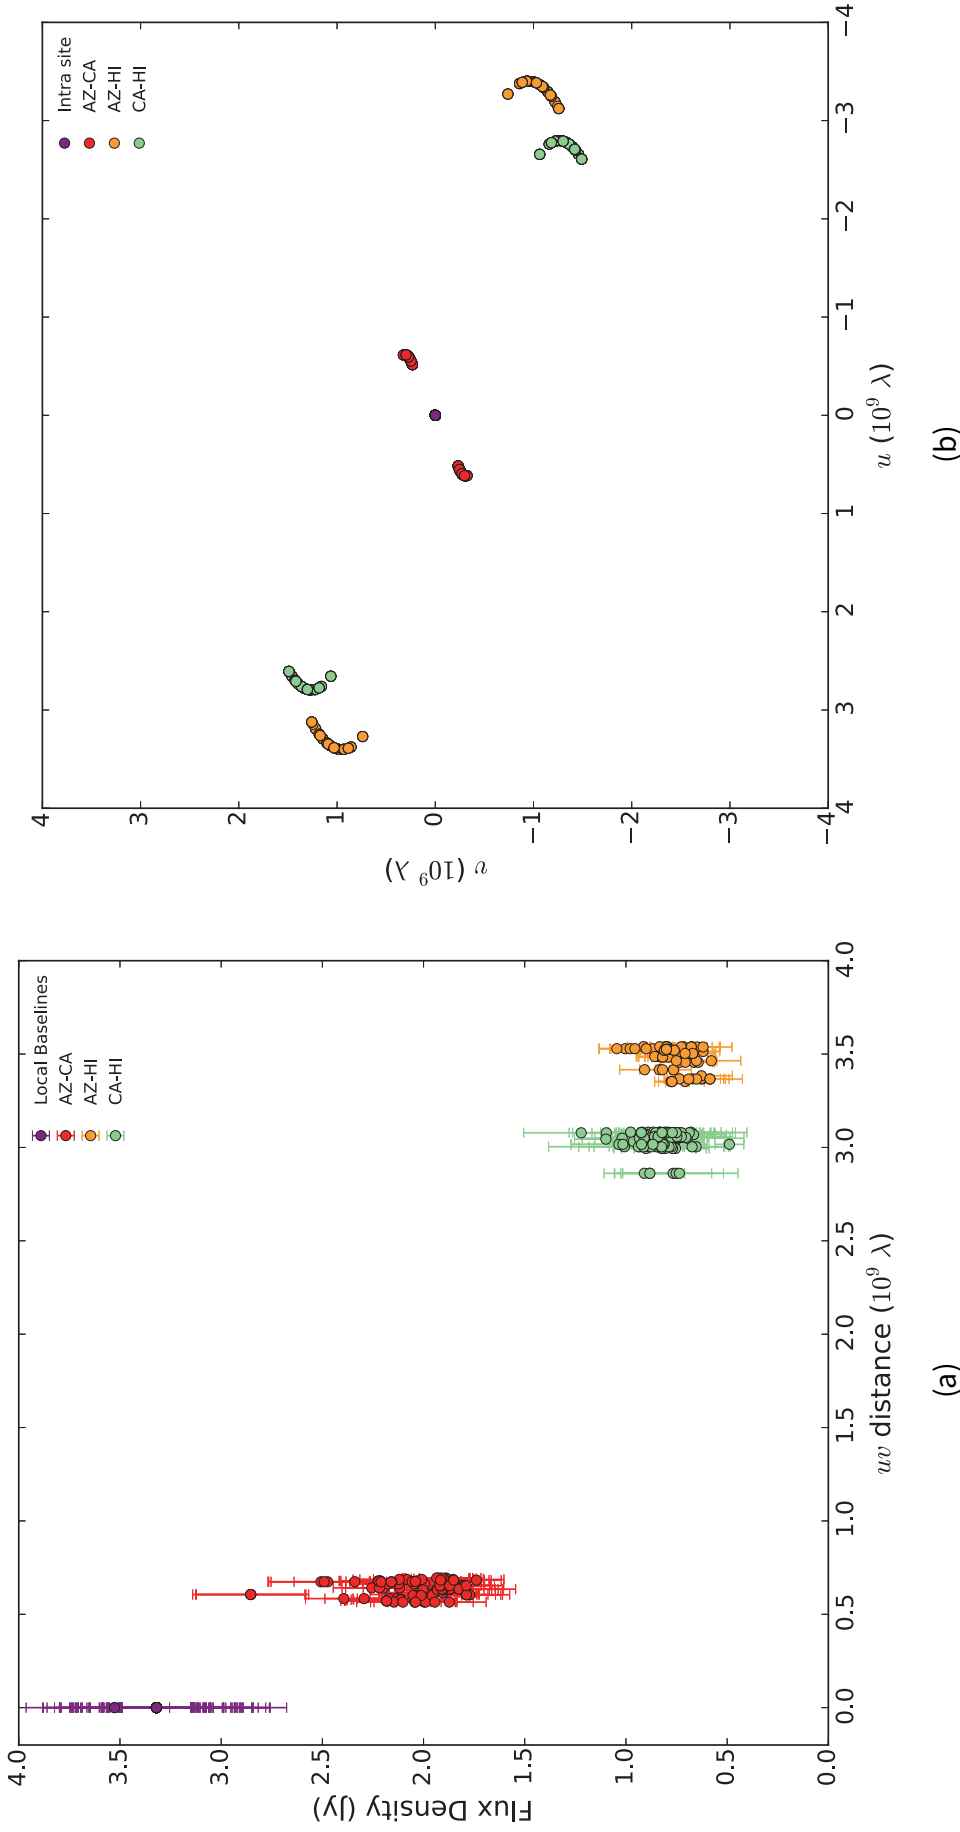 4.0
3.5
3.0
2.5
2.0
1.5
1.0
0.5
0.0
Flux Density (Jy)
0.0
0.5
1.0
1.5
2.0
2.5
3.0
3.5
4.0
uv distance (10⁹ λ)
Local Baselines
AZ-CA
AZ-HI
CA-HI
(a)
4
3
2
1
0
−1
−2
−3
−4
v (10⁹ λ)
4
3
2
1
0
−1
−2
−3
−4
u (10⁹ λ)
Intra site
AZ-CA
AZ-HI
CA-HI
(b)